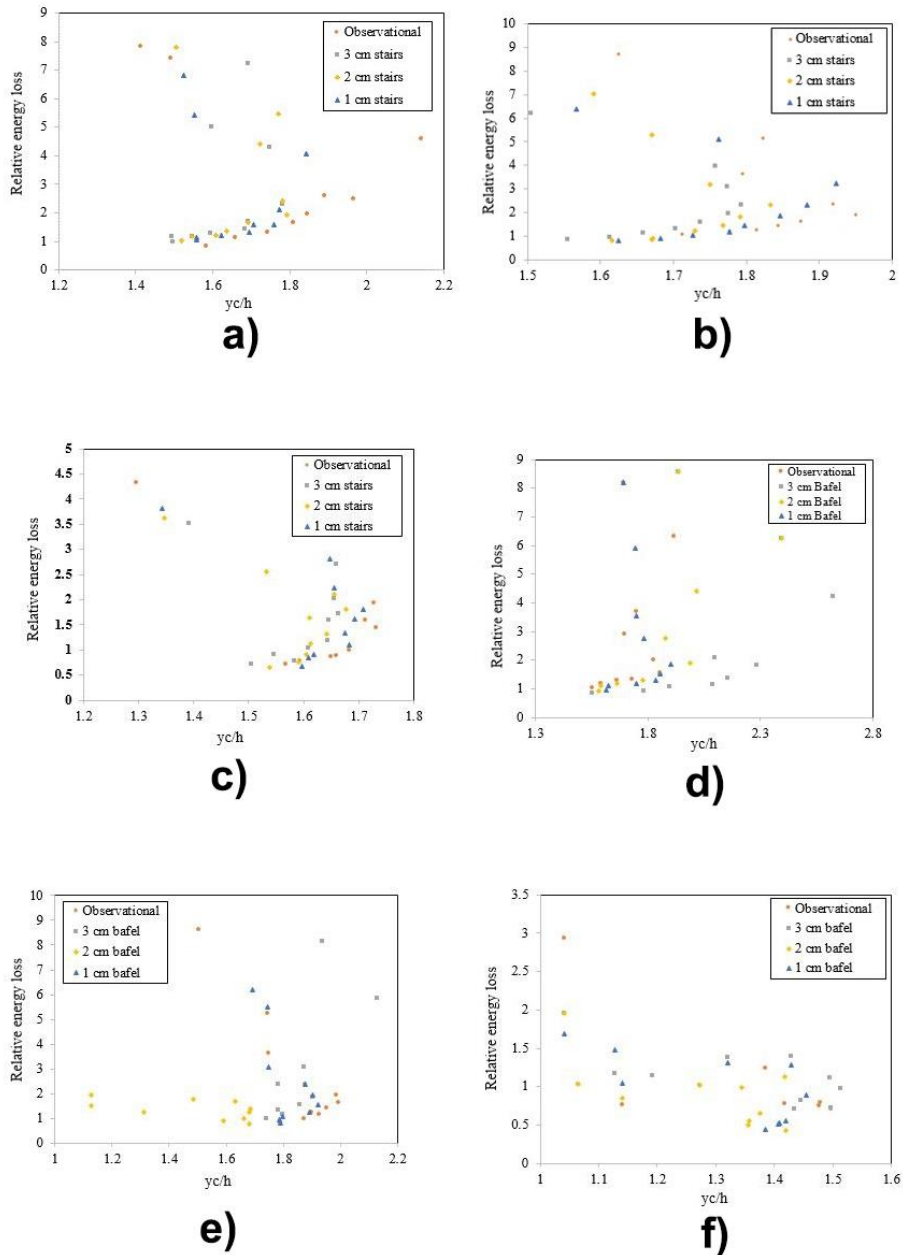 9
8
7
6
5
4
3
2
1
0
Relative energy loss
Observational
3 cm stairs
2 cm stairs
1 cm stairs
1.2 1.4 1.6 1.8 2 2.2
yc/h
a)
10
9
8
7
6
5
4
3
2
1
0
Relative energy loss
Observational
3 cm stairs
2 cm stairs
1 cm stairs
1.5 1.6 1.7 1.8 1.9 2
yc/h
b)
5
4.5
4
3.5
3
2.5
2
1.5
1
0.5
0
Relative energy loss
Observational
3 cm stairs
2 cm stairs
1 cm stairs
1.2 1.3 1.4 1.5 1.6 1.7 1.8
yc/h
c)
9
8
7
6
5
4
3
2
1
0
Relative energy loss
Observational
3 cm Bafel
2 cm Bafel
1 cm Bafel
1.3 1.8 2.3 2.8
yc/h
d)
10
9
8
7
6
5
4
3
2
1
0
Relative energy loss
Observational
3 cm bafel
2 cm bafel
1 cm bafel
1 1.2 1.4 1.6 1.8 2 2.2
yc/h
e)
3.5
3
2.5
2
1.5
1
0.5
0
Relative energy loss
Observational
3 cm bafel
2 cm bafel
1 cm bafel
1 1.1 1.2 1.3 1.4 1.5 1.6
yc/h
f)